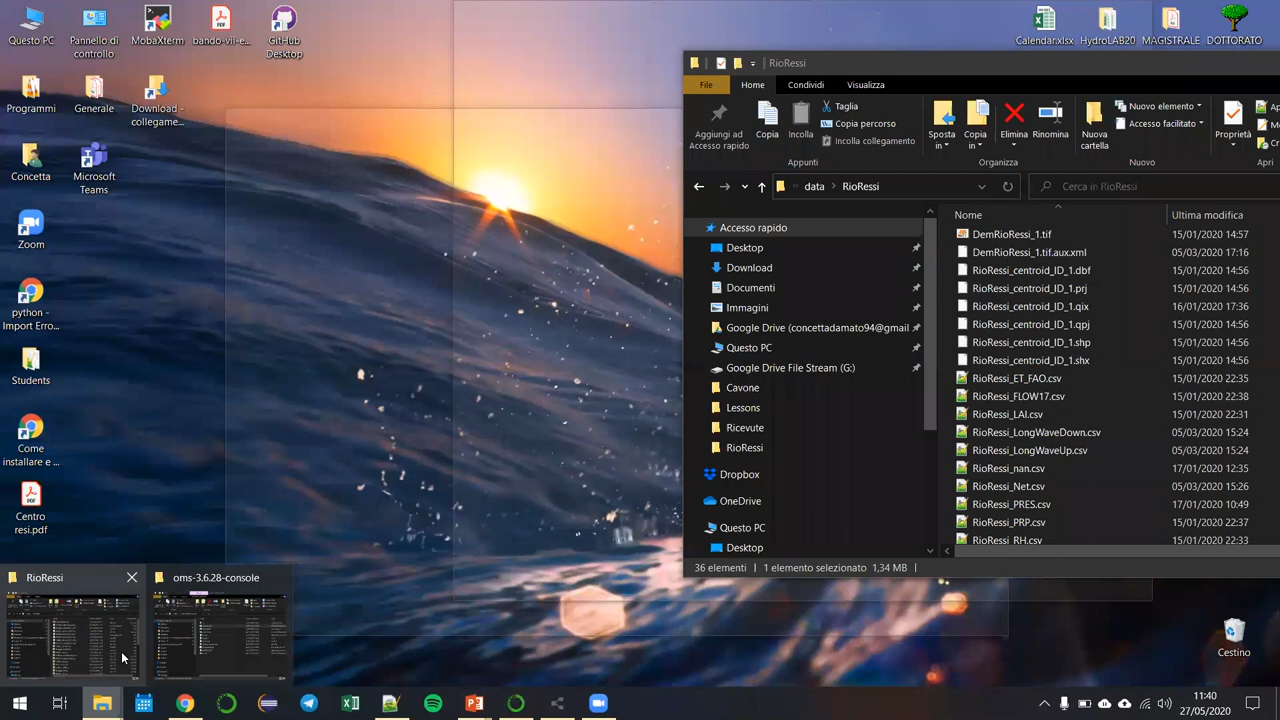 Questo PC
Pannello di
controllo
MobaXterm
bando-vii-e...
GitHub
Desktop
Calendar.xlsx
HydroLAB20
MAGISTRALE
DOTTORATO
Programmi
Generale
Download -
collegame...
Concetta
Microsoft
Teams
Zoom
python -
Import Erro...
Students
Come
installare e ...
Centro
resi.pdf
RioRessi
File
Home
Condividi
Visualizza
Aggiungi ad
Accesso rapido
Copia
Incolla
Taglia
Copia percorso
Incolla collegamento
Appunti
Sposta
in
Copia
in
Elimina
Rinomina
Organizza
Nuova
cartella
Nuovo elemento
Accesso facilitato
Nuovo
Proprietà
Apri
data
RioRessi
Cerca in RioRessi
Accesso rapido
Desktop
Download
Documenti
Immagini
Google Drive (concettadamato94@gmail
Questo PC
Google Drive File Stream (G:)
Cavone
Lessons
Ricevute
RioRessi
Dropbox
OneDrive
Questo PC
Desktop
Nome Ultima modifica
DemRioRessi_1.tif 15/01/2020 14:57
DemRioRessi_1.tif.aux.xml 05/03/2020 17:16
RioRessi_centroid_ID_1.dbf 15/01/2020 14:56
RioRessi_centroid_ID_1.prj 15/01/2020 14:56
RioRessi_centroid_ID_1.qix 16/01/2020 17:36
RioRessi_centroid_ID_1.qpj 15/01/2020 14:56
RioRessi_centroid_ID_1.shp 15/01/2020 14:56
RioRessi_centroid_ID_1.shx 15/01/2020 14:56
RioRessi_ET_FAO.csv 15/01/2020 22:35
RioRessi_FLOW17.csv 15/01/2020 22:38
RioRessi_LAI.csv 15/01/2020 22:31
RioRessi_LongWaveDown.csv 05/03/2020 15:24
RioRessi_LongWaveUp.csv 05/03/2020 15:24
RioRessi_nan.csv 17/01/2020 12:35
RioRessi_Net.csv 05/03/2020 15:26
RioRessi_PRES.csv 17/01/2020 10:49
RioRessi_PRP.csv 15/01/2020 22:37
RioRessi_RH.csv 15/01/2020 22:33
36 elementi 1 elemento selezionato 1,34 MB
RioRessi
oms-3.6.28-console
Cestino
11:40
27/05/2020